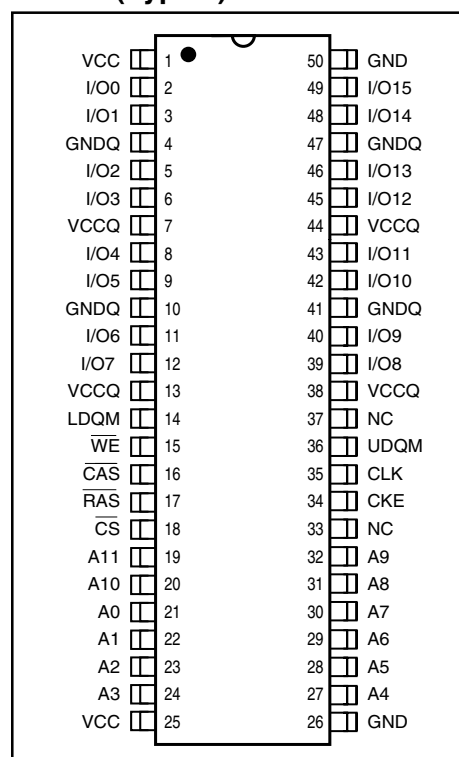 VCC 1 50 GND
I/O0 2 49 I/O15
I/O1 3 48 I/O14
GNDQ 4 47 GNDQ
I/O2 5 46 I/O13
I/O3 6 45 I/O12
VCCQ 7 44 VCCQ
I/O4 8 43 I/O11
I/O5 9 42 I/O10
GNDQ 10 41 GNDQ
I/O6 11 40 I/O9
I/O7 12 39 I/O8
VCCQ 13 38 VCCQ
LDQM 14 37 NC
WE 15 36 UDQM
CAS 16 35 CLK
RAS 17 34 CKE
CS 18 33 NC
A11 19 32 A9
A10 20 31 A8
A0 21 30 A7
A1 22 29 A6
A2 23 28 A5
A3 24 27 A4
VCC 25 26 GND